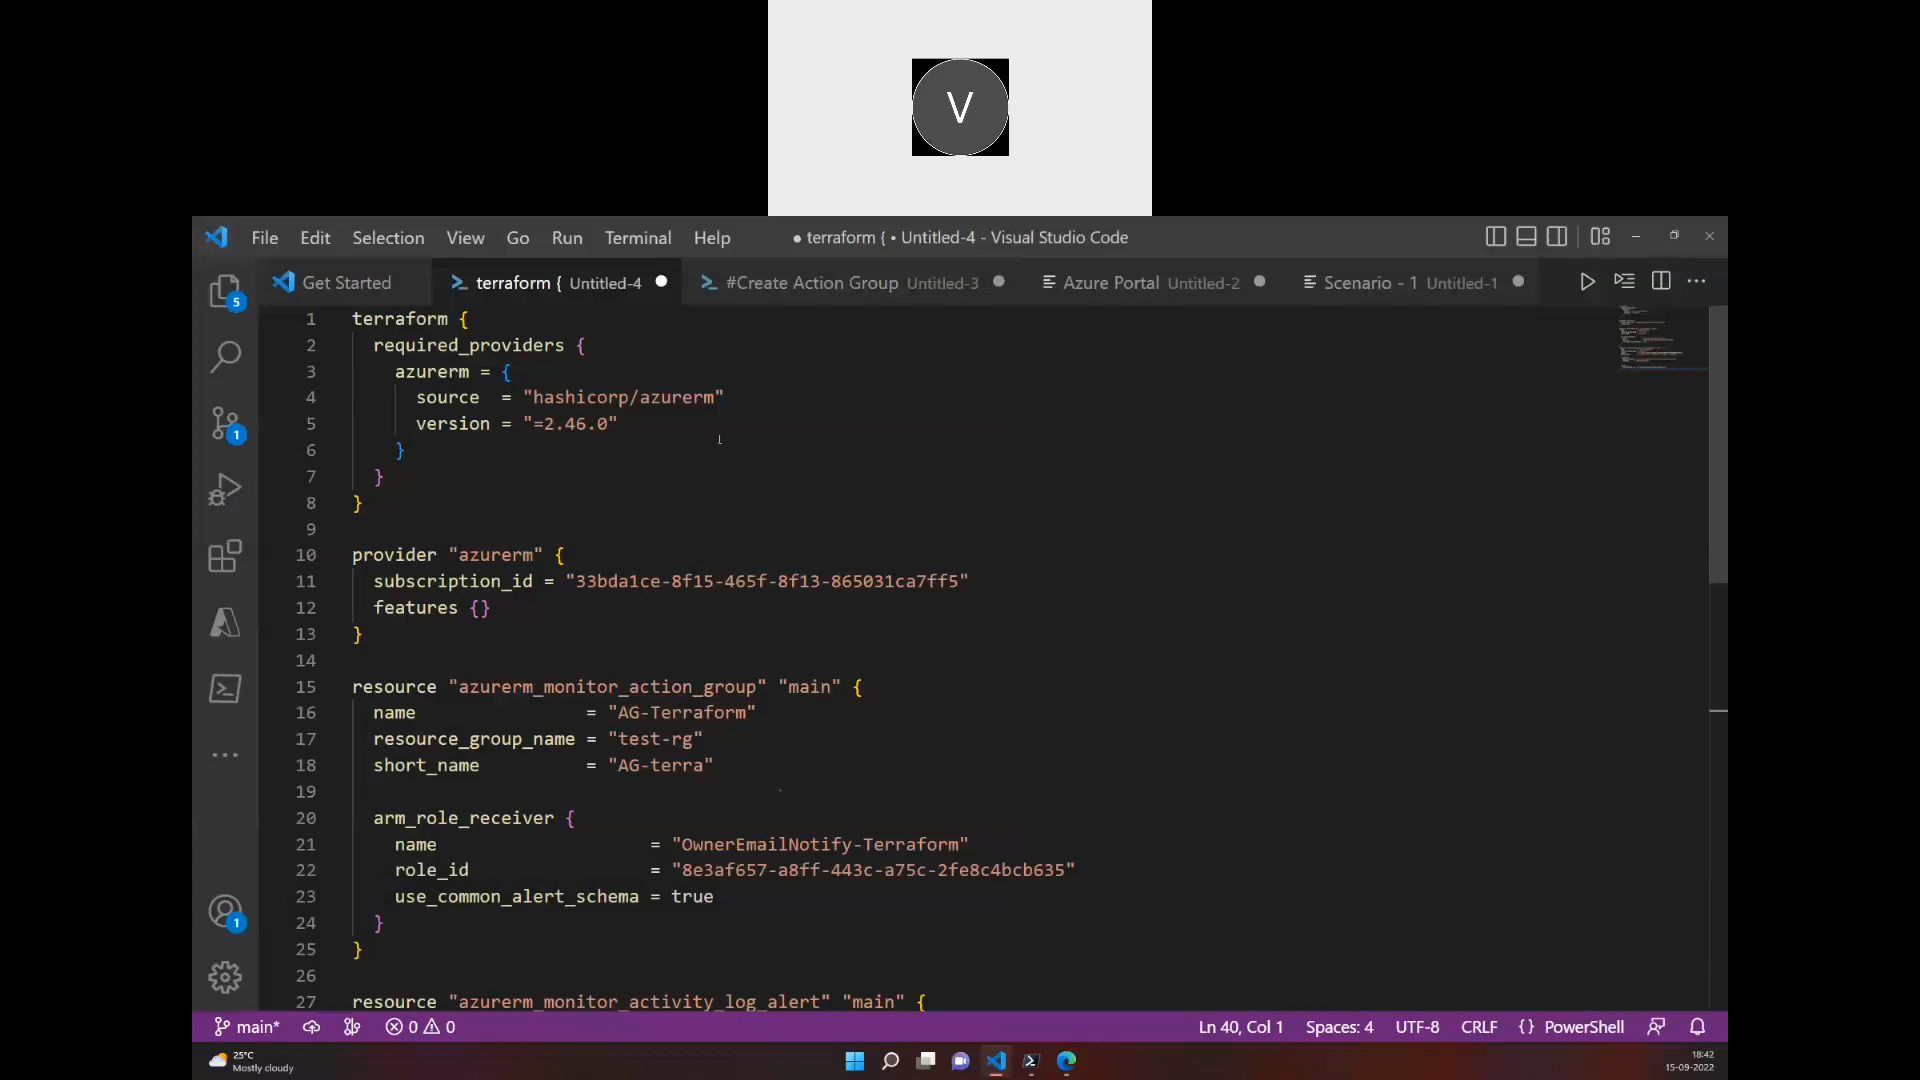 V
File Edit Selection View Go Run Terminal Help ● terraform { • Untitled-4 - Visual Studio Code
Get Started terraform { Untitled-4 #Create Action Group Untitled-3 Azure Portal Untitled-2 Scenario - 1 Untitled-1
1 terraform {
2 required_providers {
3 azurerm = {
4 source = "hashicorp/azurerm"
5 version = "=2.46.0"
6 }
7 }
8 }
9
10 provider "azurerm" {
11 subscription_id = "33bda1ce-8f15-465f-8f13-865031ca7ff5"
12 features {}
13 }
14
15 resource "azurerm_monitor_action_group" "main" {
16 name = "AG-Terraform"
17 resource_group_name = "test-rg"
18 short_name = "AG-terra"
19
20 arm_role_receiver {
21 name = "OwnerEmailNotify-Terraform"
22 role_id = "8e3af657-a8ff-443c-a75c-2fe8c4bcb635"
23 use_common_alert_schema = true
24 }
25 }
26
27 resource "azurerm_monitor_activity_log_alert" "main" {
5
1
1
main* 0 0 Ln 40, Col 1 Spaces: 4 UTF-8 CRLF {} PowerShell
25°C
Mostly cloudy
18:42
15-09-2022